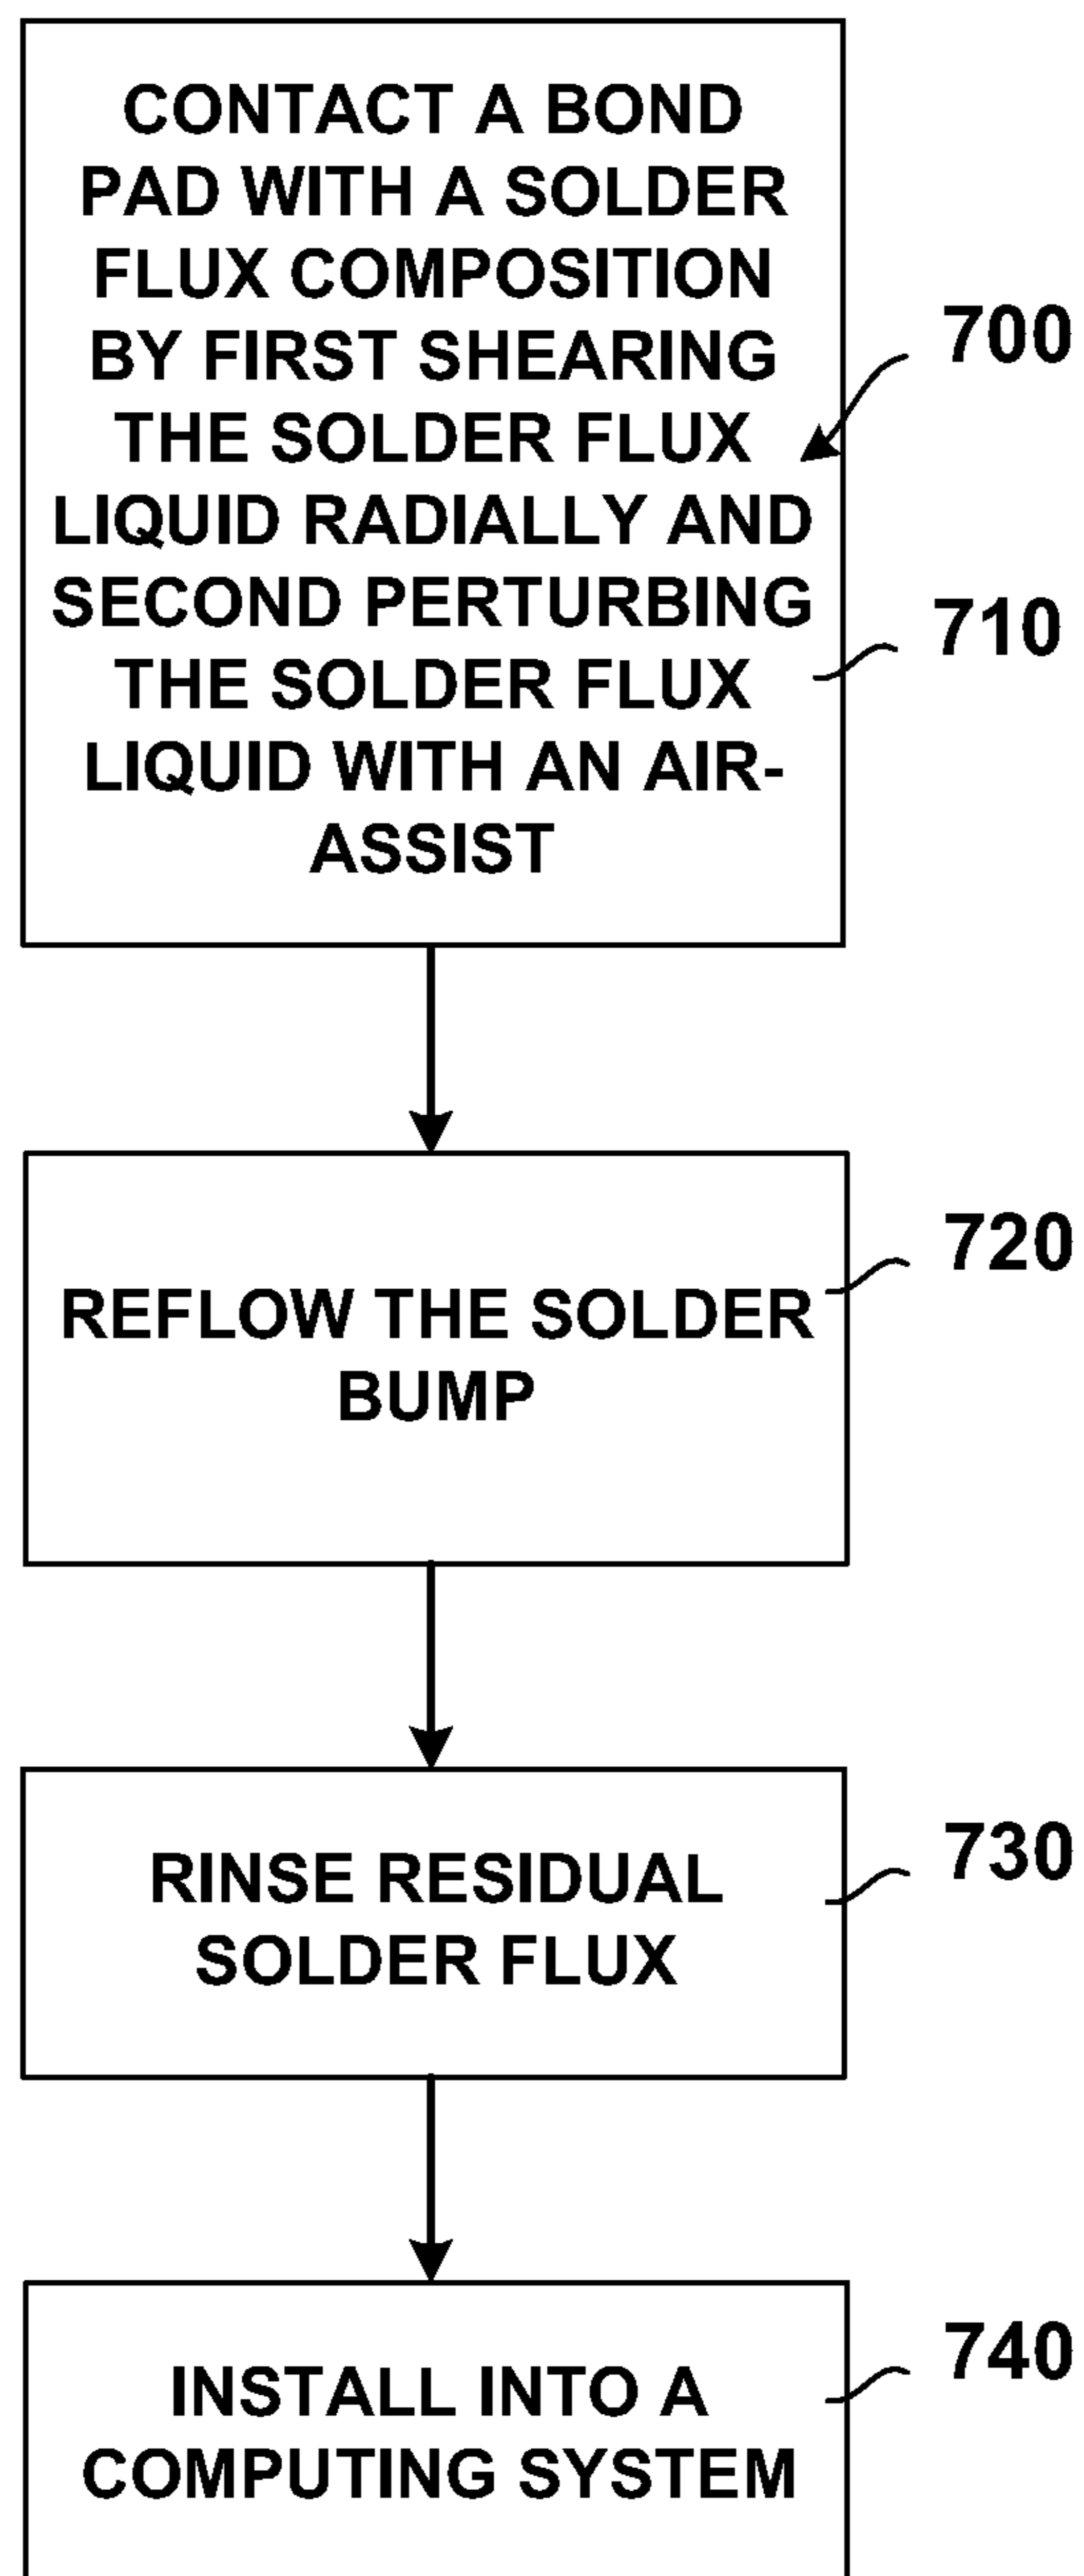 CONTACT A BOND
PAD WITH A SOLDER
FLUX COMPOSITION
BY FIRST SHEARING
THE SOLDER FLUX
LIQUID RADIALLY AND
SECOND PERTURBING
THE SOLDER FLUX
LIQUID WITH AN AIR-
ASSIST
700
710
REFLOW THE SOLDER
BUMP
720
RINSE RESIDUAL
SOLDER FLUX
730
INSTALL INTO A
COMPUTING SYSTEM
740